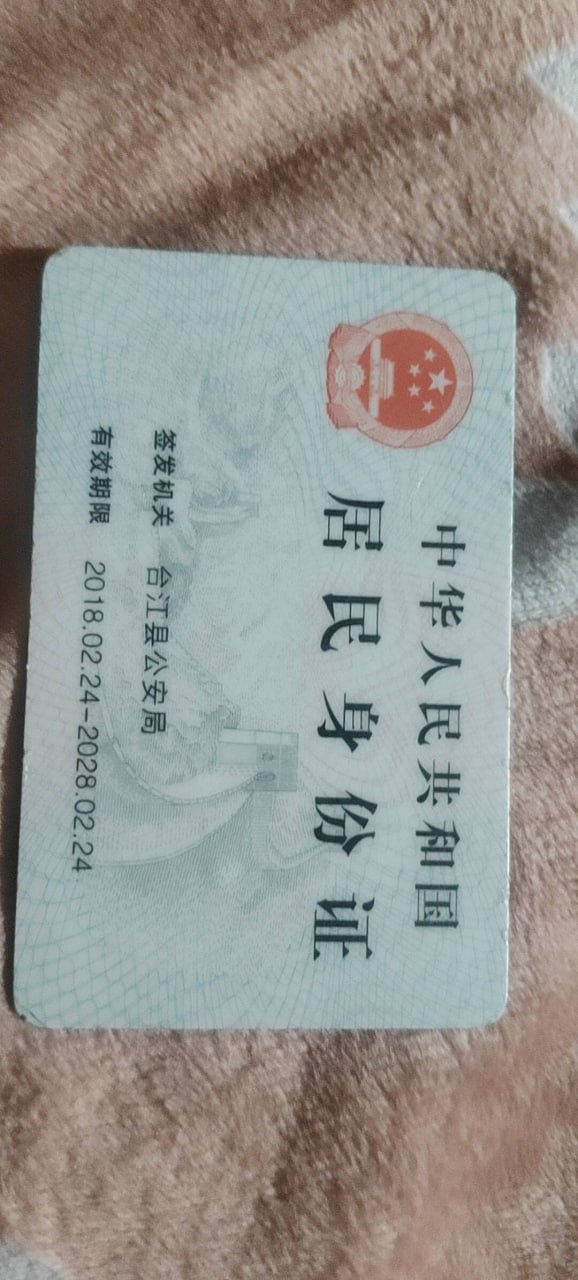 中华人民共和国
居民身份证
签发机关 台江县公安局
有效期限 2018.02.24-2028.02.24